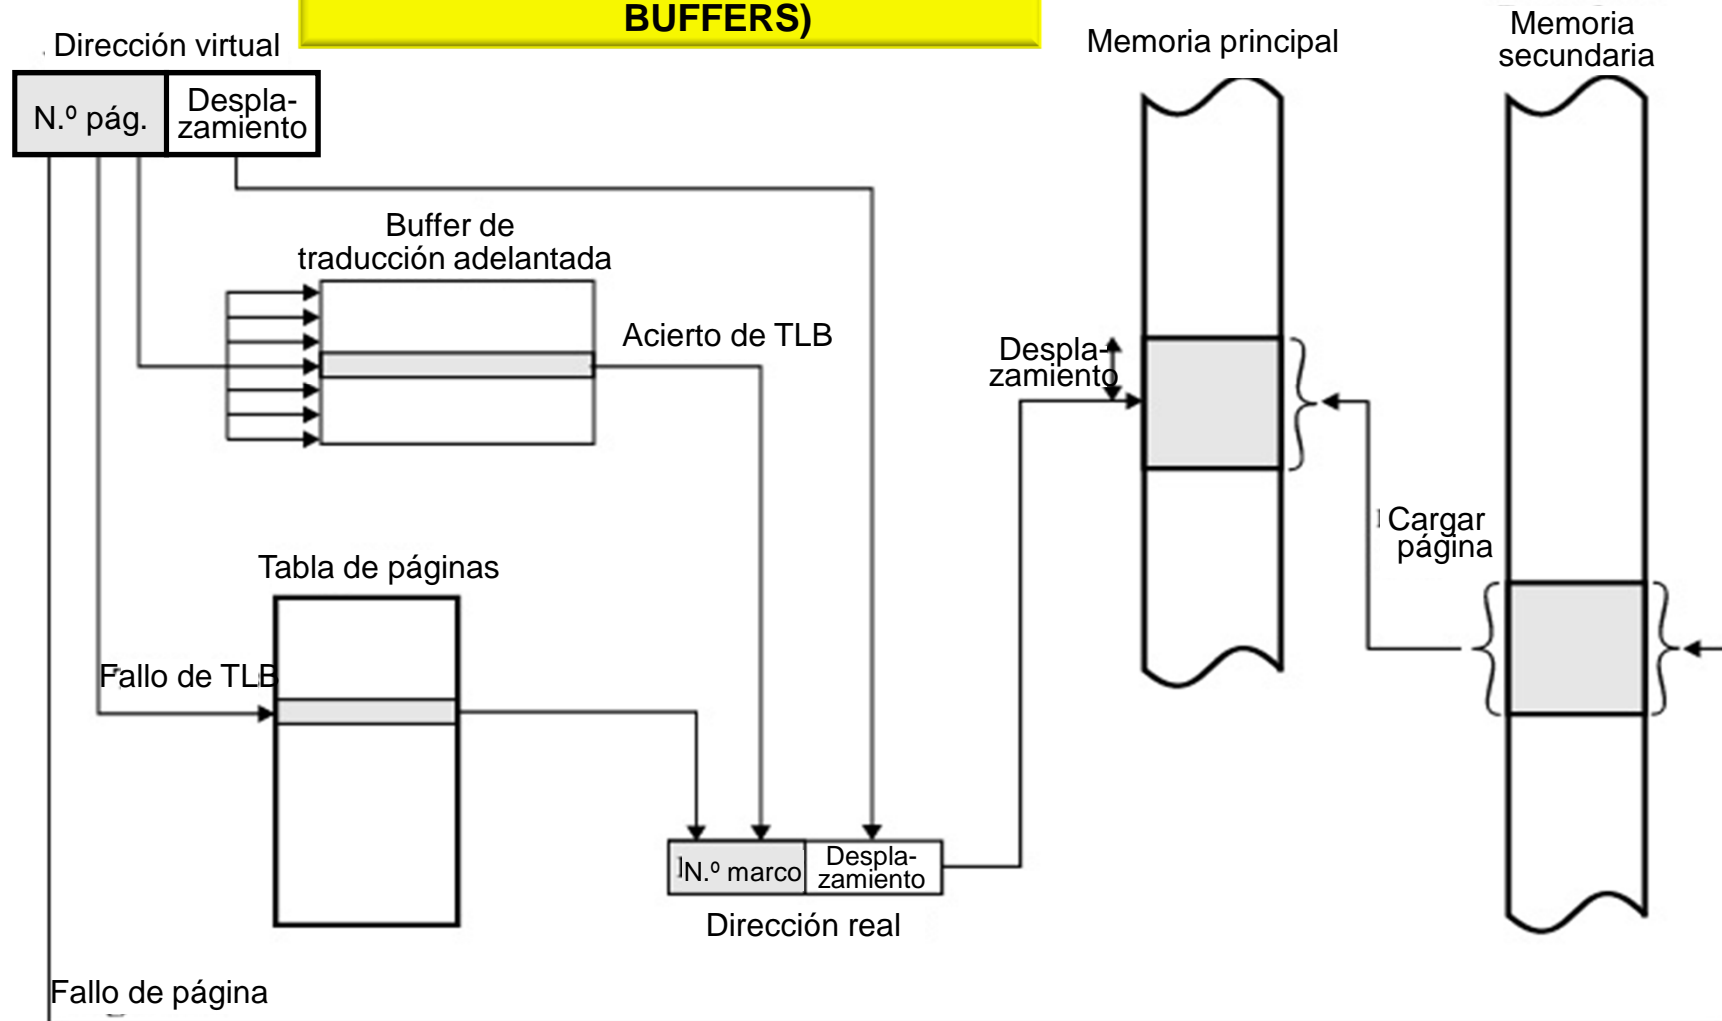 BUFFERS)
Dirección virtual
N.º pág.
Despla-
zamiento
Memoria principal
Memoria
secundaria
Buffer de
traducción adelantada
Acierto de TLB
Despla-
zamiento
Cargar
página
Tabla de páginas
Fallo de TLB
N.º marco
Despla-
zamiento
Dirección real
Fallo de página